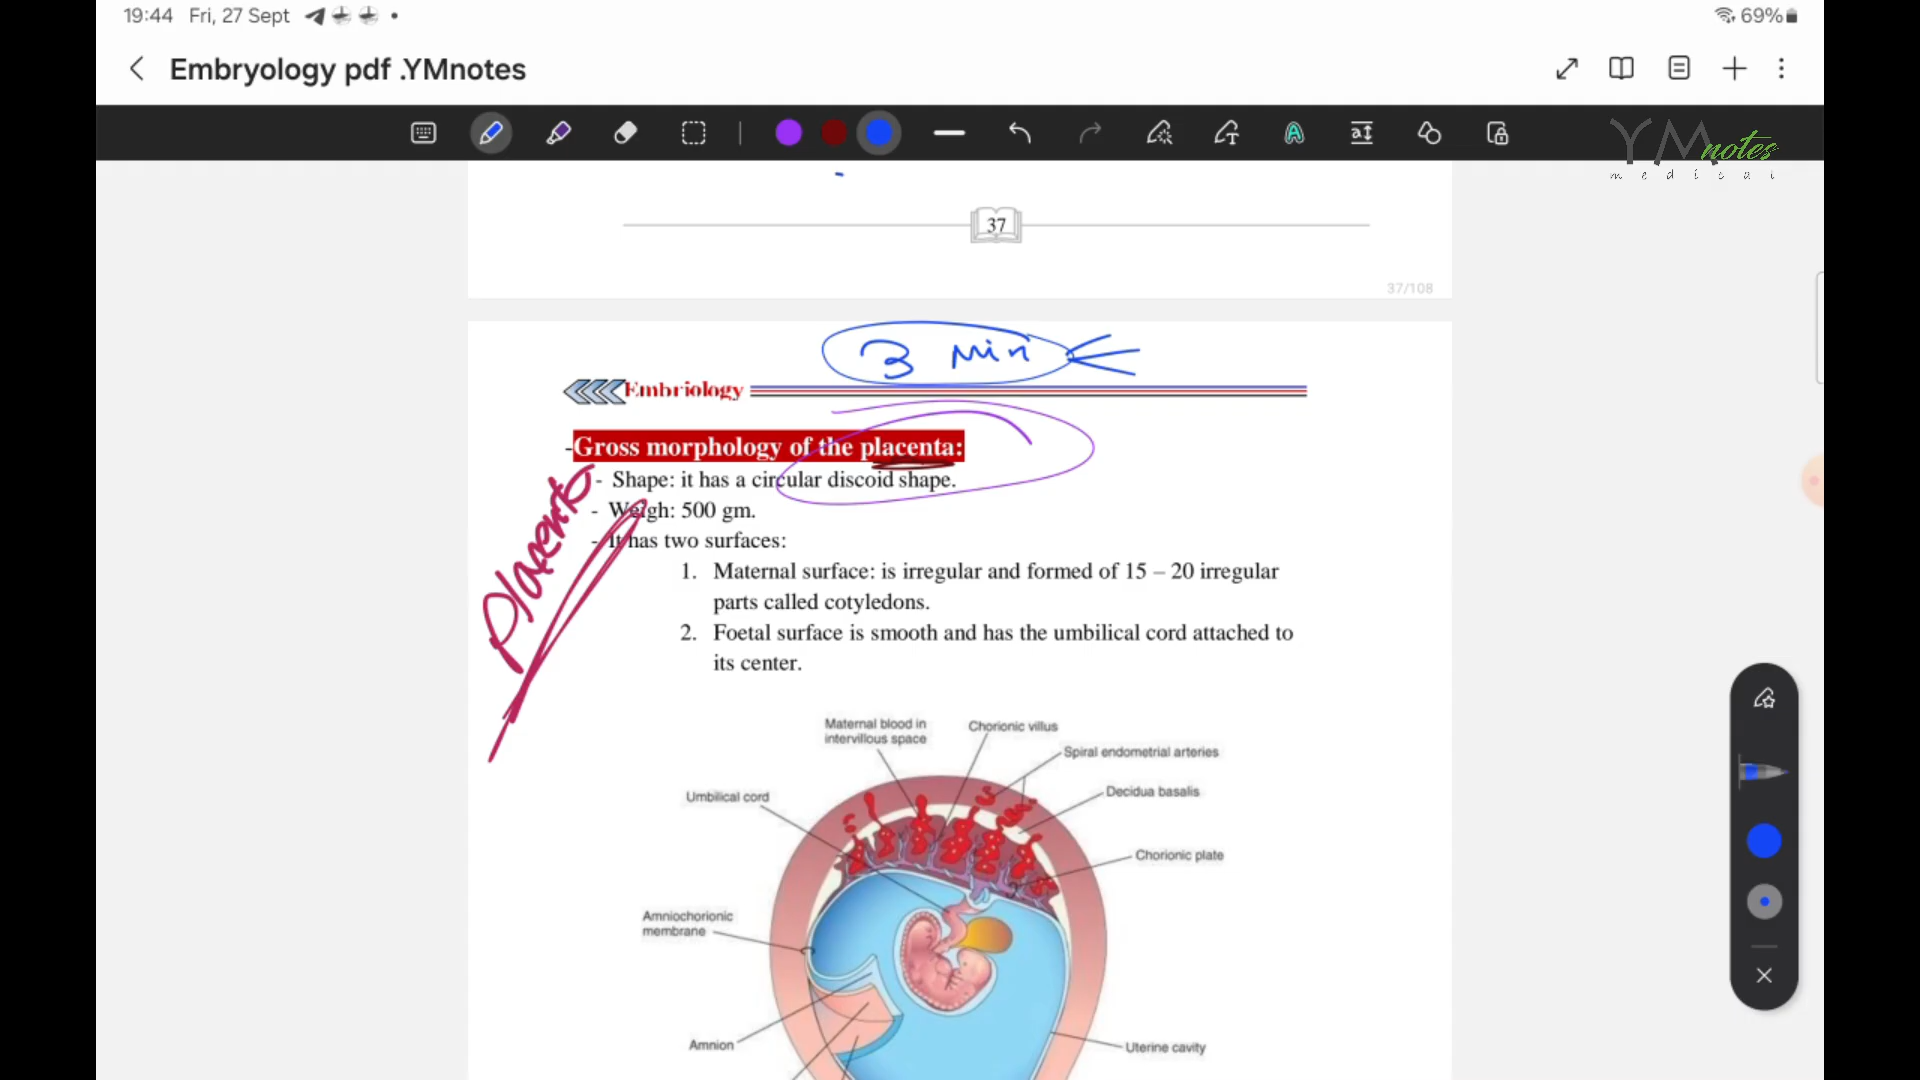 19:44 Fri, 27 Sept
69%
Embryology pdf .YMnotes
YMnotes
medical
37
37/108
3 Min
Embriology
-Gross morphology of the placenta:
- Shape: it has a circular discoid shape.
- Weigh: 500 gm.
- It has two surfaces:
1. Maternal surface: is irregular and formed of 15 – 20 irregular
parts called cotyledons.
2. Foetal surface is smooth and has the umbilical cord attached to
its center.
Placenta
Maternal blood in
intervillous space
Chorionic villus
Spiral endometrial arteries
Umbilical cord
Decidua basalis
Chorionic plate
Amniochorionic
membrane
Amnion
Uterine cavity